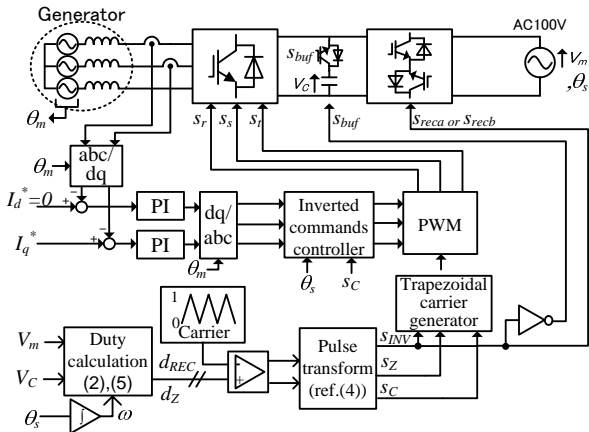 Generator
AC100V
s_buf
V_C
V_m
,θ_s
θ_m
s_r
s_s
s_t
s_buf
s_reca or s_recb
θ_m
abc/
dq
I_d^*=0
-
+
PI
dq/
abc
Inverted
commands
controller
PWM
I_q^*
-
+
PI
θ_m
θ_s
s_C
1
0
Carrier
Trapezoidal
carrier
generator
V_m
V_C
Duty
calculation
(2),(5)
d_REC
d_Z
-
+
Pulse
transform
(ref.(4))
s_INV
s_Z
s_C
θ_s
∫
ω